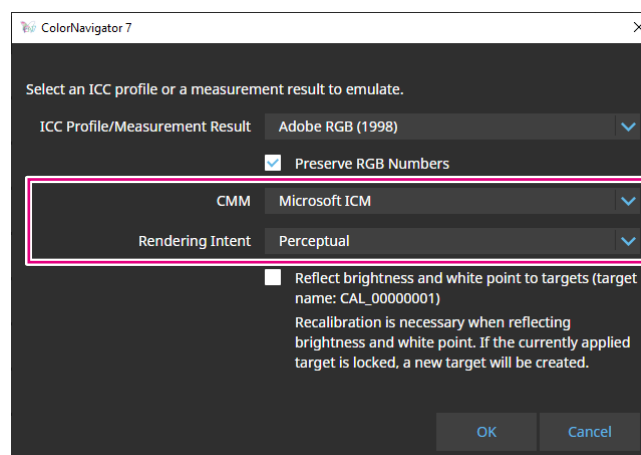 ColorNavigator 7
Select an ICC profile or a measurement result to emulate.
ICC Profile/Measurement Result Adobe RGB (1998)
Preserve RGB Numbers
CMM Microsoft ICM
Rendering Intent Perceptual
Reflect brightness and white point to targets (target
name: CAL_00000001)
Recalibration is necessary when reflecting
brightness and white point. If the currently applied
target is locked, a new target will be created.
OK Cancel